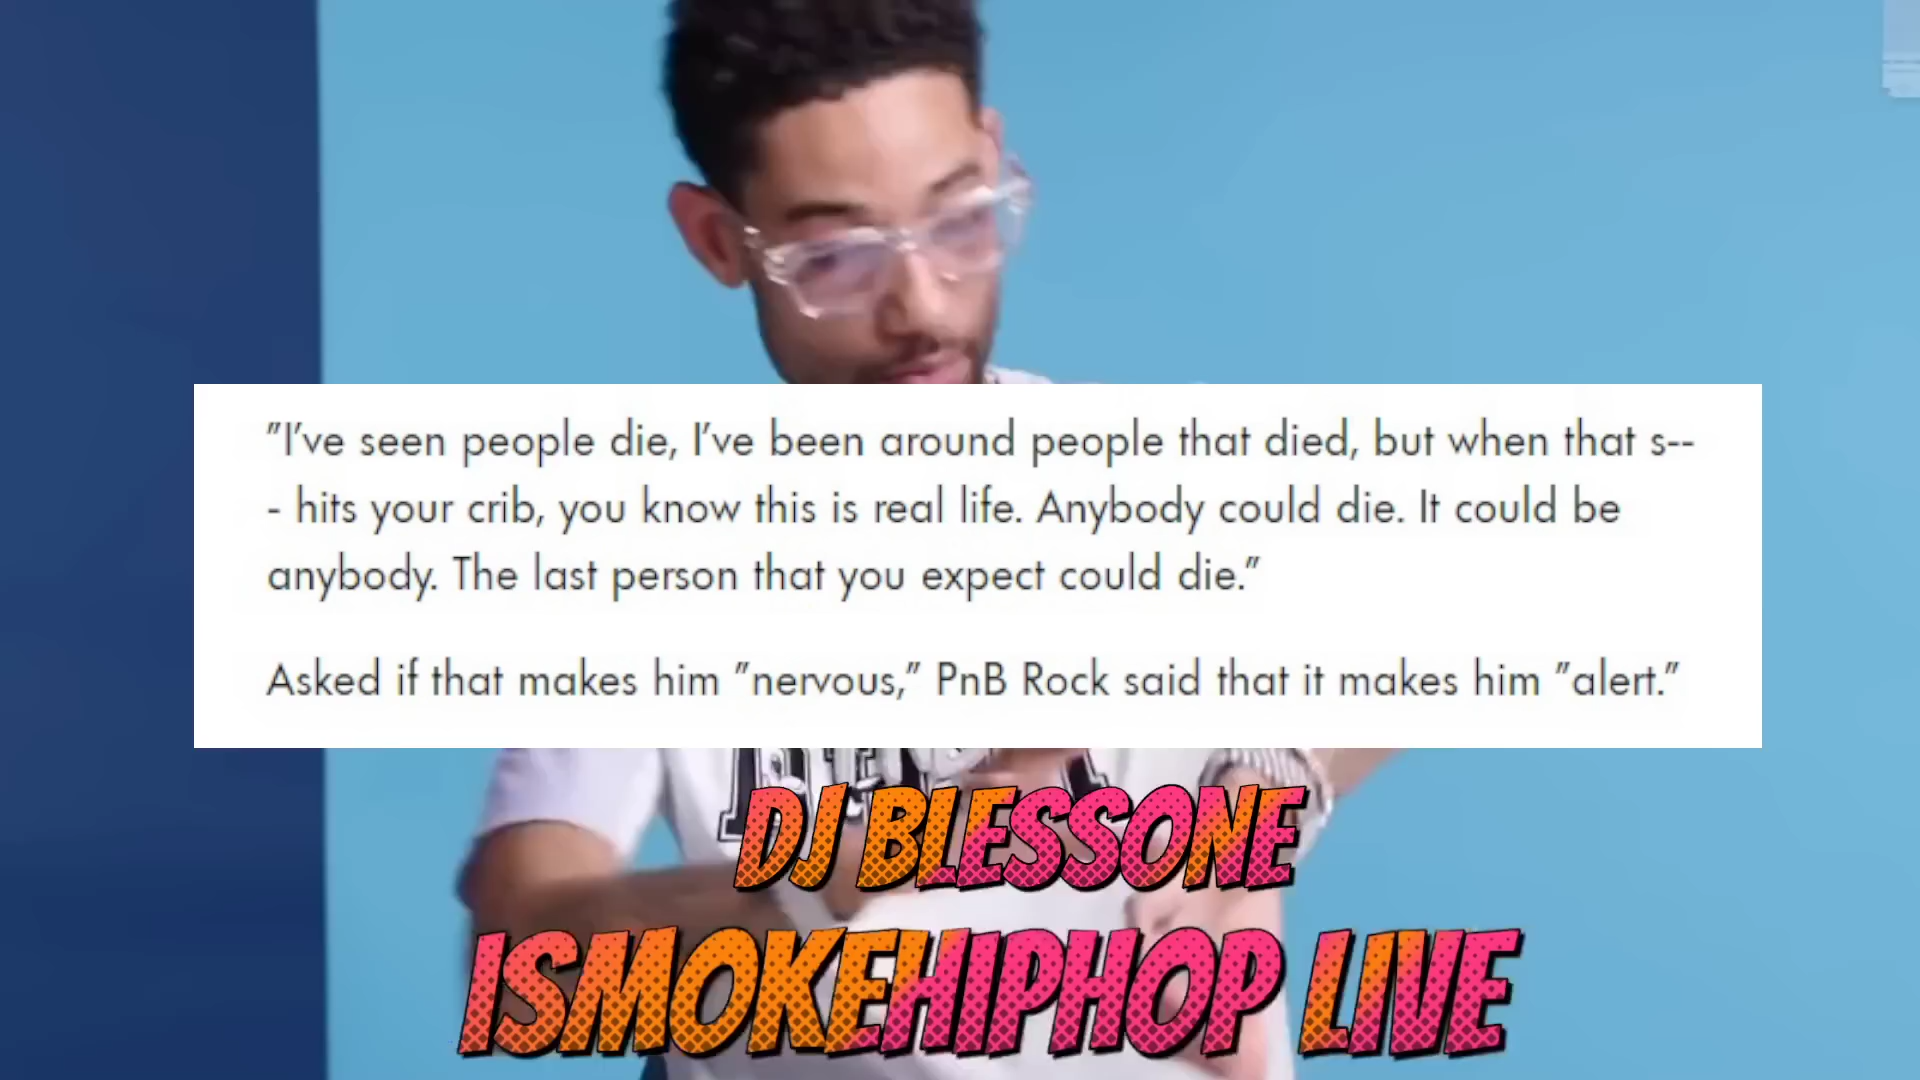 "I've seen people die, I've been around people that died, but when that s--
- hits your crib, you know this is real life. Anybody could die. It could be
anybody. The last person that you expect could die."
Asked if that makes him "nervous," PnB Rock said that it makes him "alert."
DJ BLESSONE
ISMOKEHIPHOP LIVE